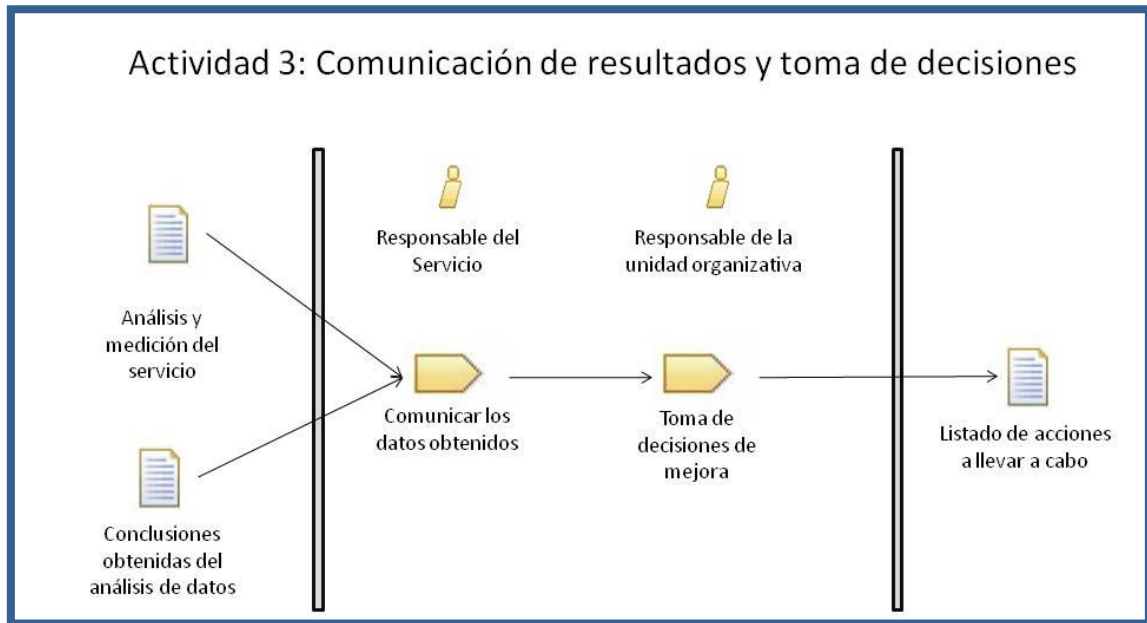 Actividad 3: Comunicación de resultados y toma de decisiones
Responsable del
Servicio
Responsable de la
unidad organizativa
Análisis y
medición del
servicio
Comunicar los
datos obtenidos
Toma de
decisiones de
mejora
Listado de acciones
a llevar a cabo
Conclusiones
obtenidas del
análisis de datos